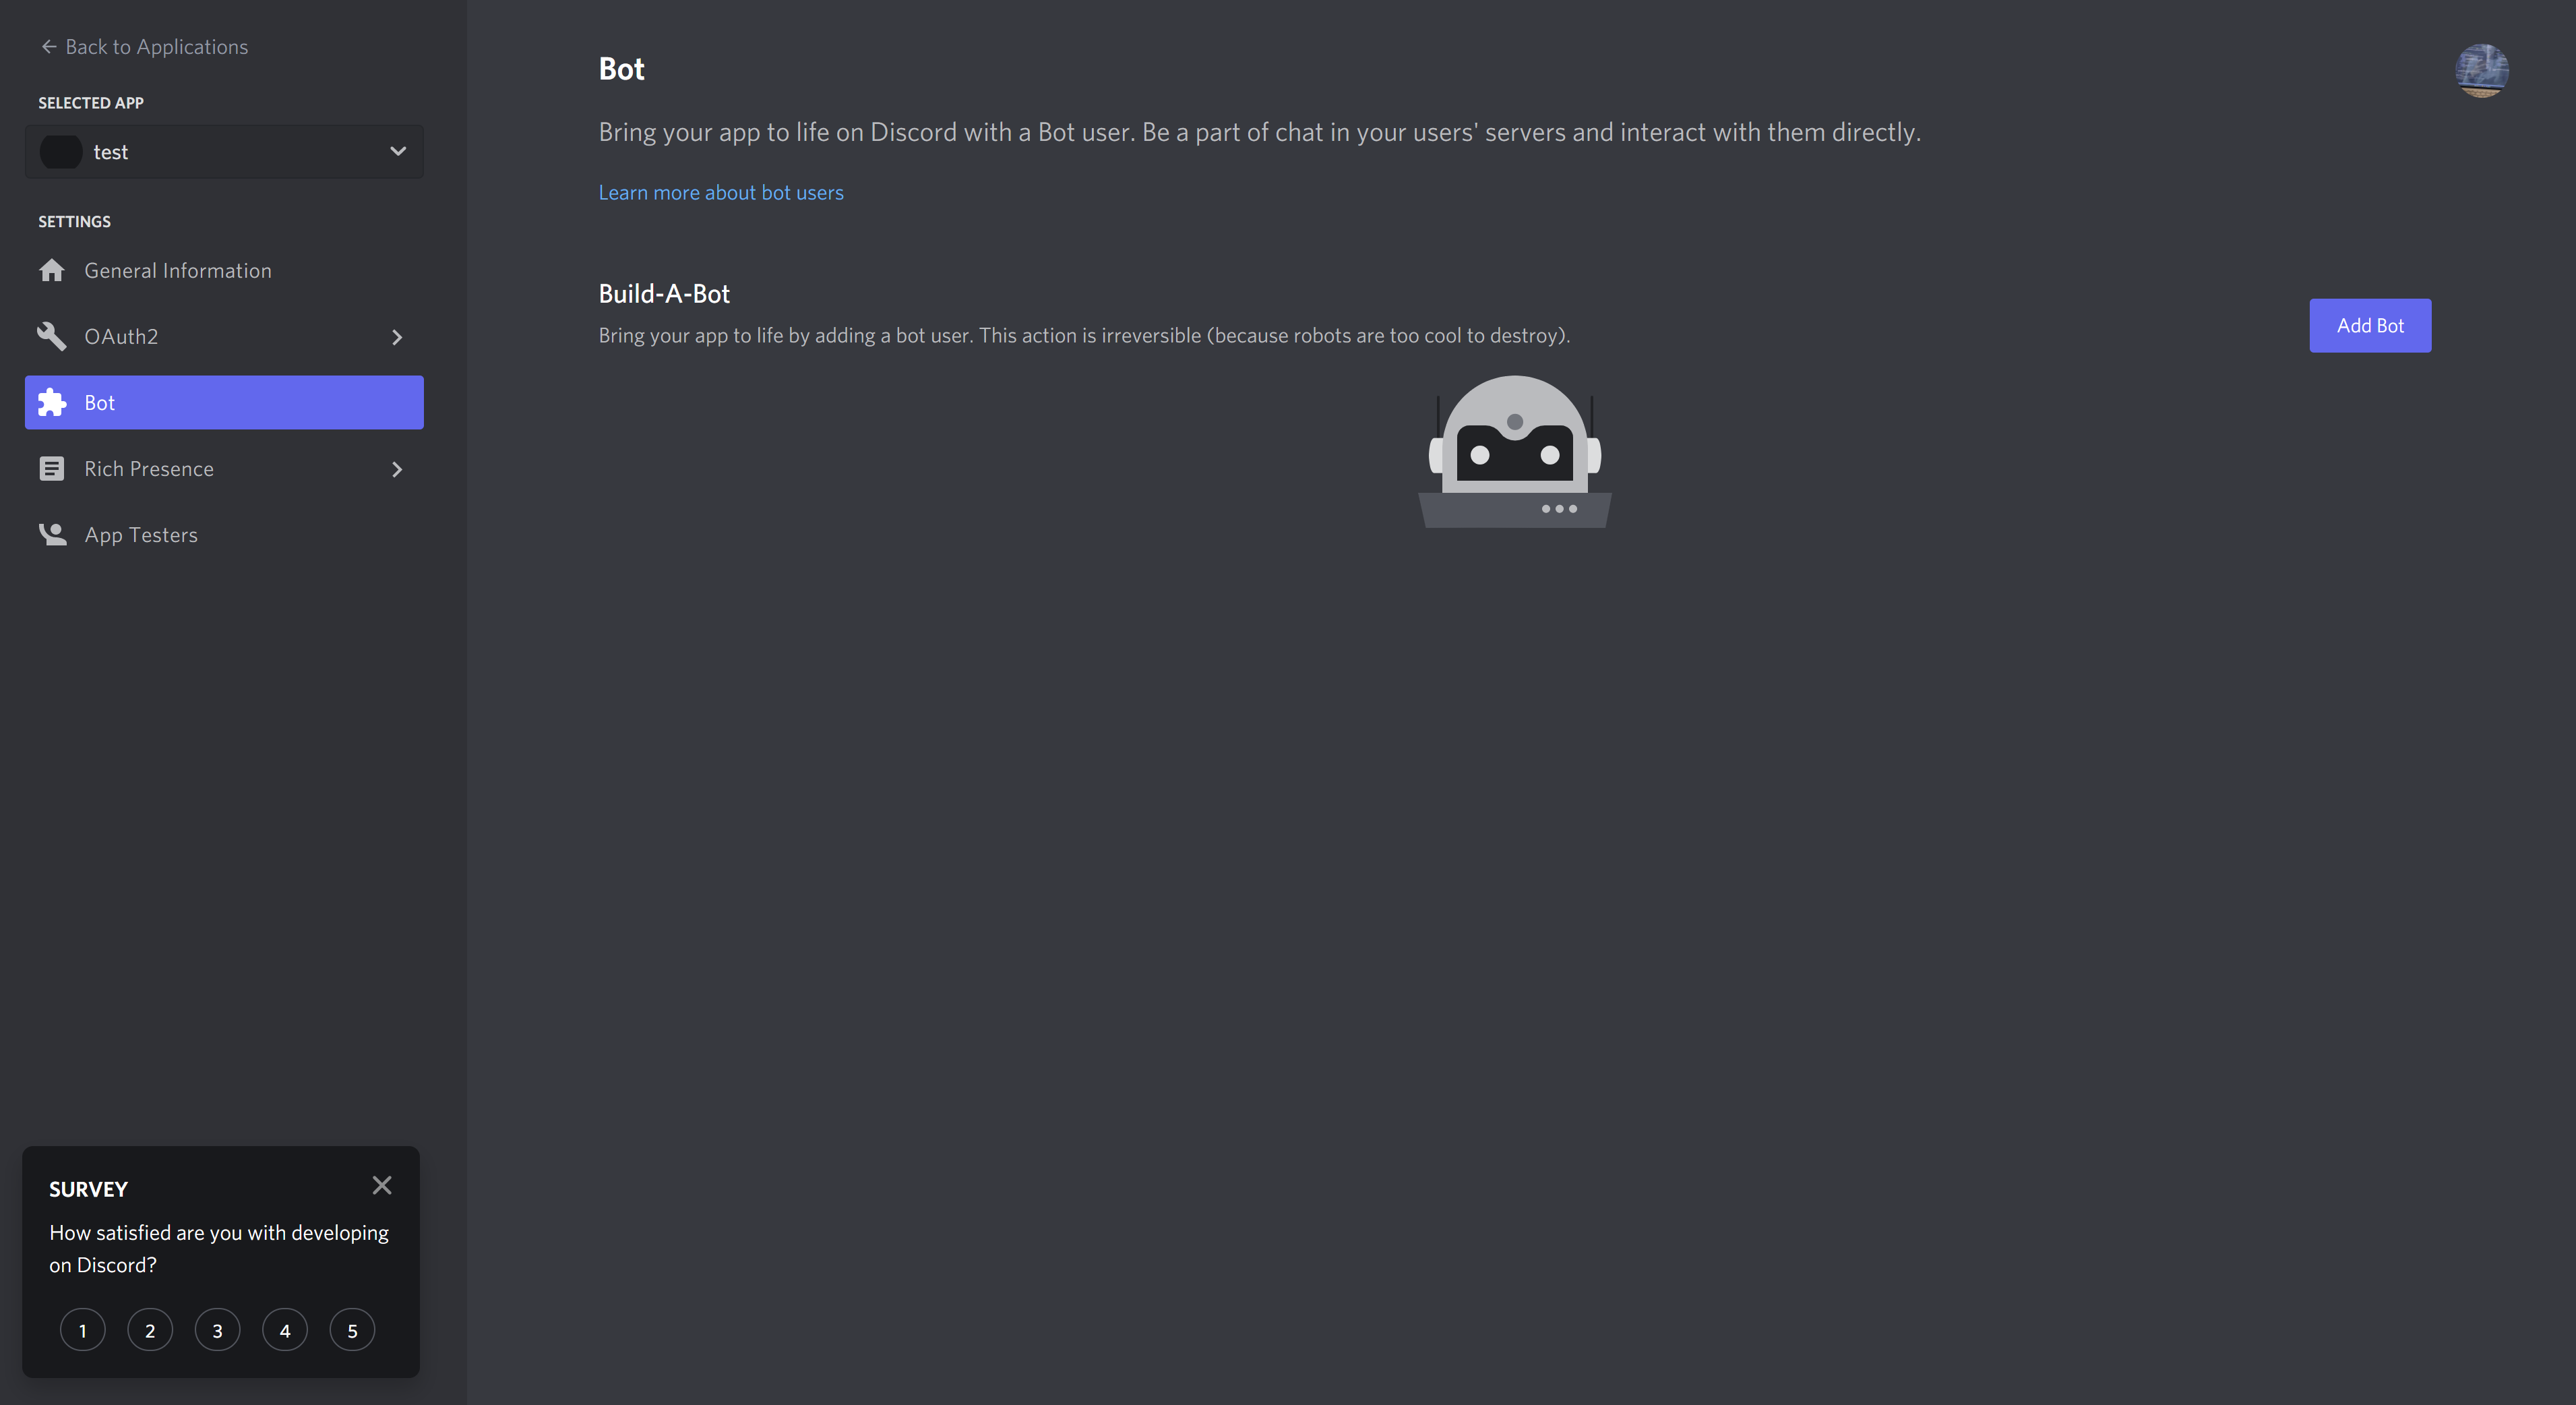 Back to Applications
SELECTED APP
test
SETTINGS
General Information
OAuth2
Bot
Rich Presence
App Testers
SURVEY
How satisfied are you with developing
on Discord?
1 2 3 4 5
Bot
Bring your app to life on Discord with a Bot user. Be a part of chat in your users' servers and interact with them directly.
Learn more about bot users
Build-A-Bot
Bring your app to life by adding a bot user. This action is irreversible (because robots are too cool to destroy).
Add Bot